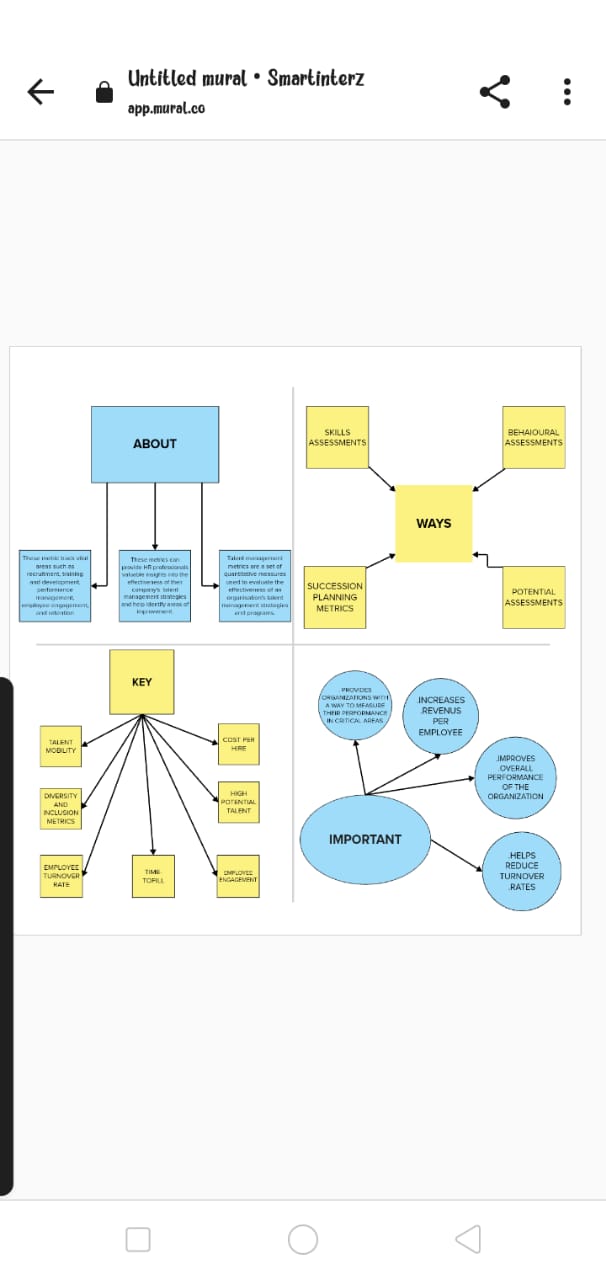 Untitled mural • Smartinterz
app.mural.co
ABOUT
These metric track vital
areas such as
recruitment, training
and development,
performance
management,
employee engagement,
and retention
These metrics can
provide HR professionals
valuable insights into the
effectiveness of their
company's talent
management strategies
and help identify areas of
improvement.
Talent management
metrics are a set of
quantitative measures
used to evaluate the
effectiveness of an
organisation's talent
management strategies
and programs.
SKILLS
ASSESSMENTS
BEHAIOURAL
ASSESSMENTS
WAYS
SUCCESSION
PLANNING
METRICS
POTENTIAL
ASSESSMENTS
KEY
TALENT
MOBILITY
COST PER
HIRE
DIVERSITY
AND
INCLUSION
METRICS
HIGH
POTENTIAL
TALENT
EMPLOYEE
TURNOVER
RATE
TIME-
TOFILL
EMPLOYEE
ENGAGEMENT
.PROVIDES
ORGANIZATIONS WITH
A WAY TO MEASURE
THEIR PERFORMANCE
IN CRITICAL AREAS.
.INCREASES
.REVENUS
PER
EMPLOYEE
.IMPROVES
.OVERALL
PERFORMANCE
OF THE
ORGANIZATION
IMPORTANT
.HELPS
REDUCE
TURNOVER
.RATES